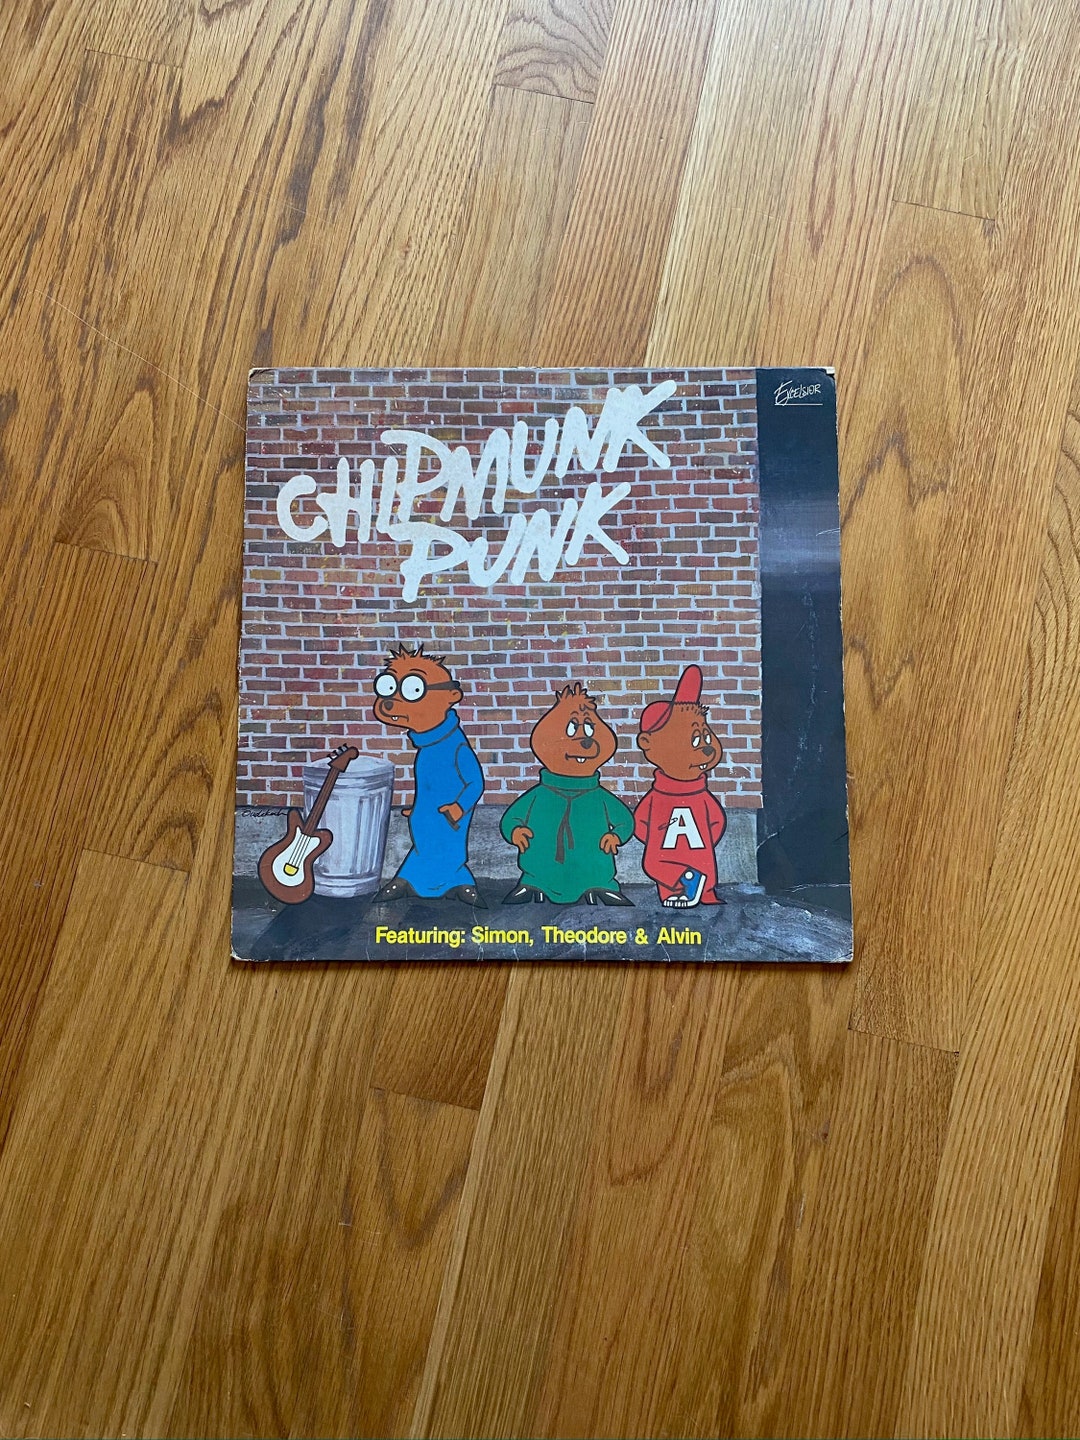 Excelsior
CHIPMUNK
PUNK
A
Featuring: Simon, Theodore & Alvin